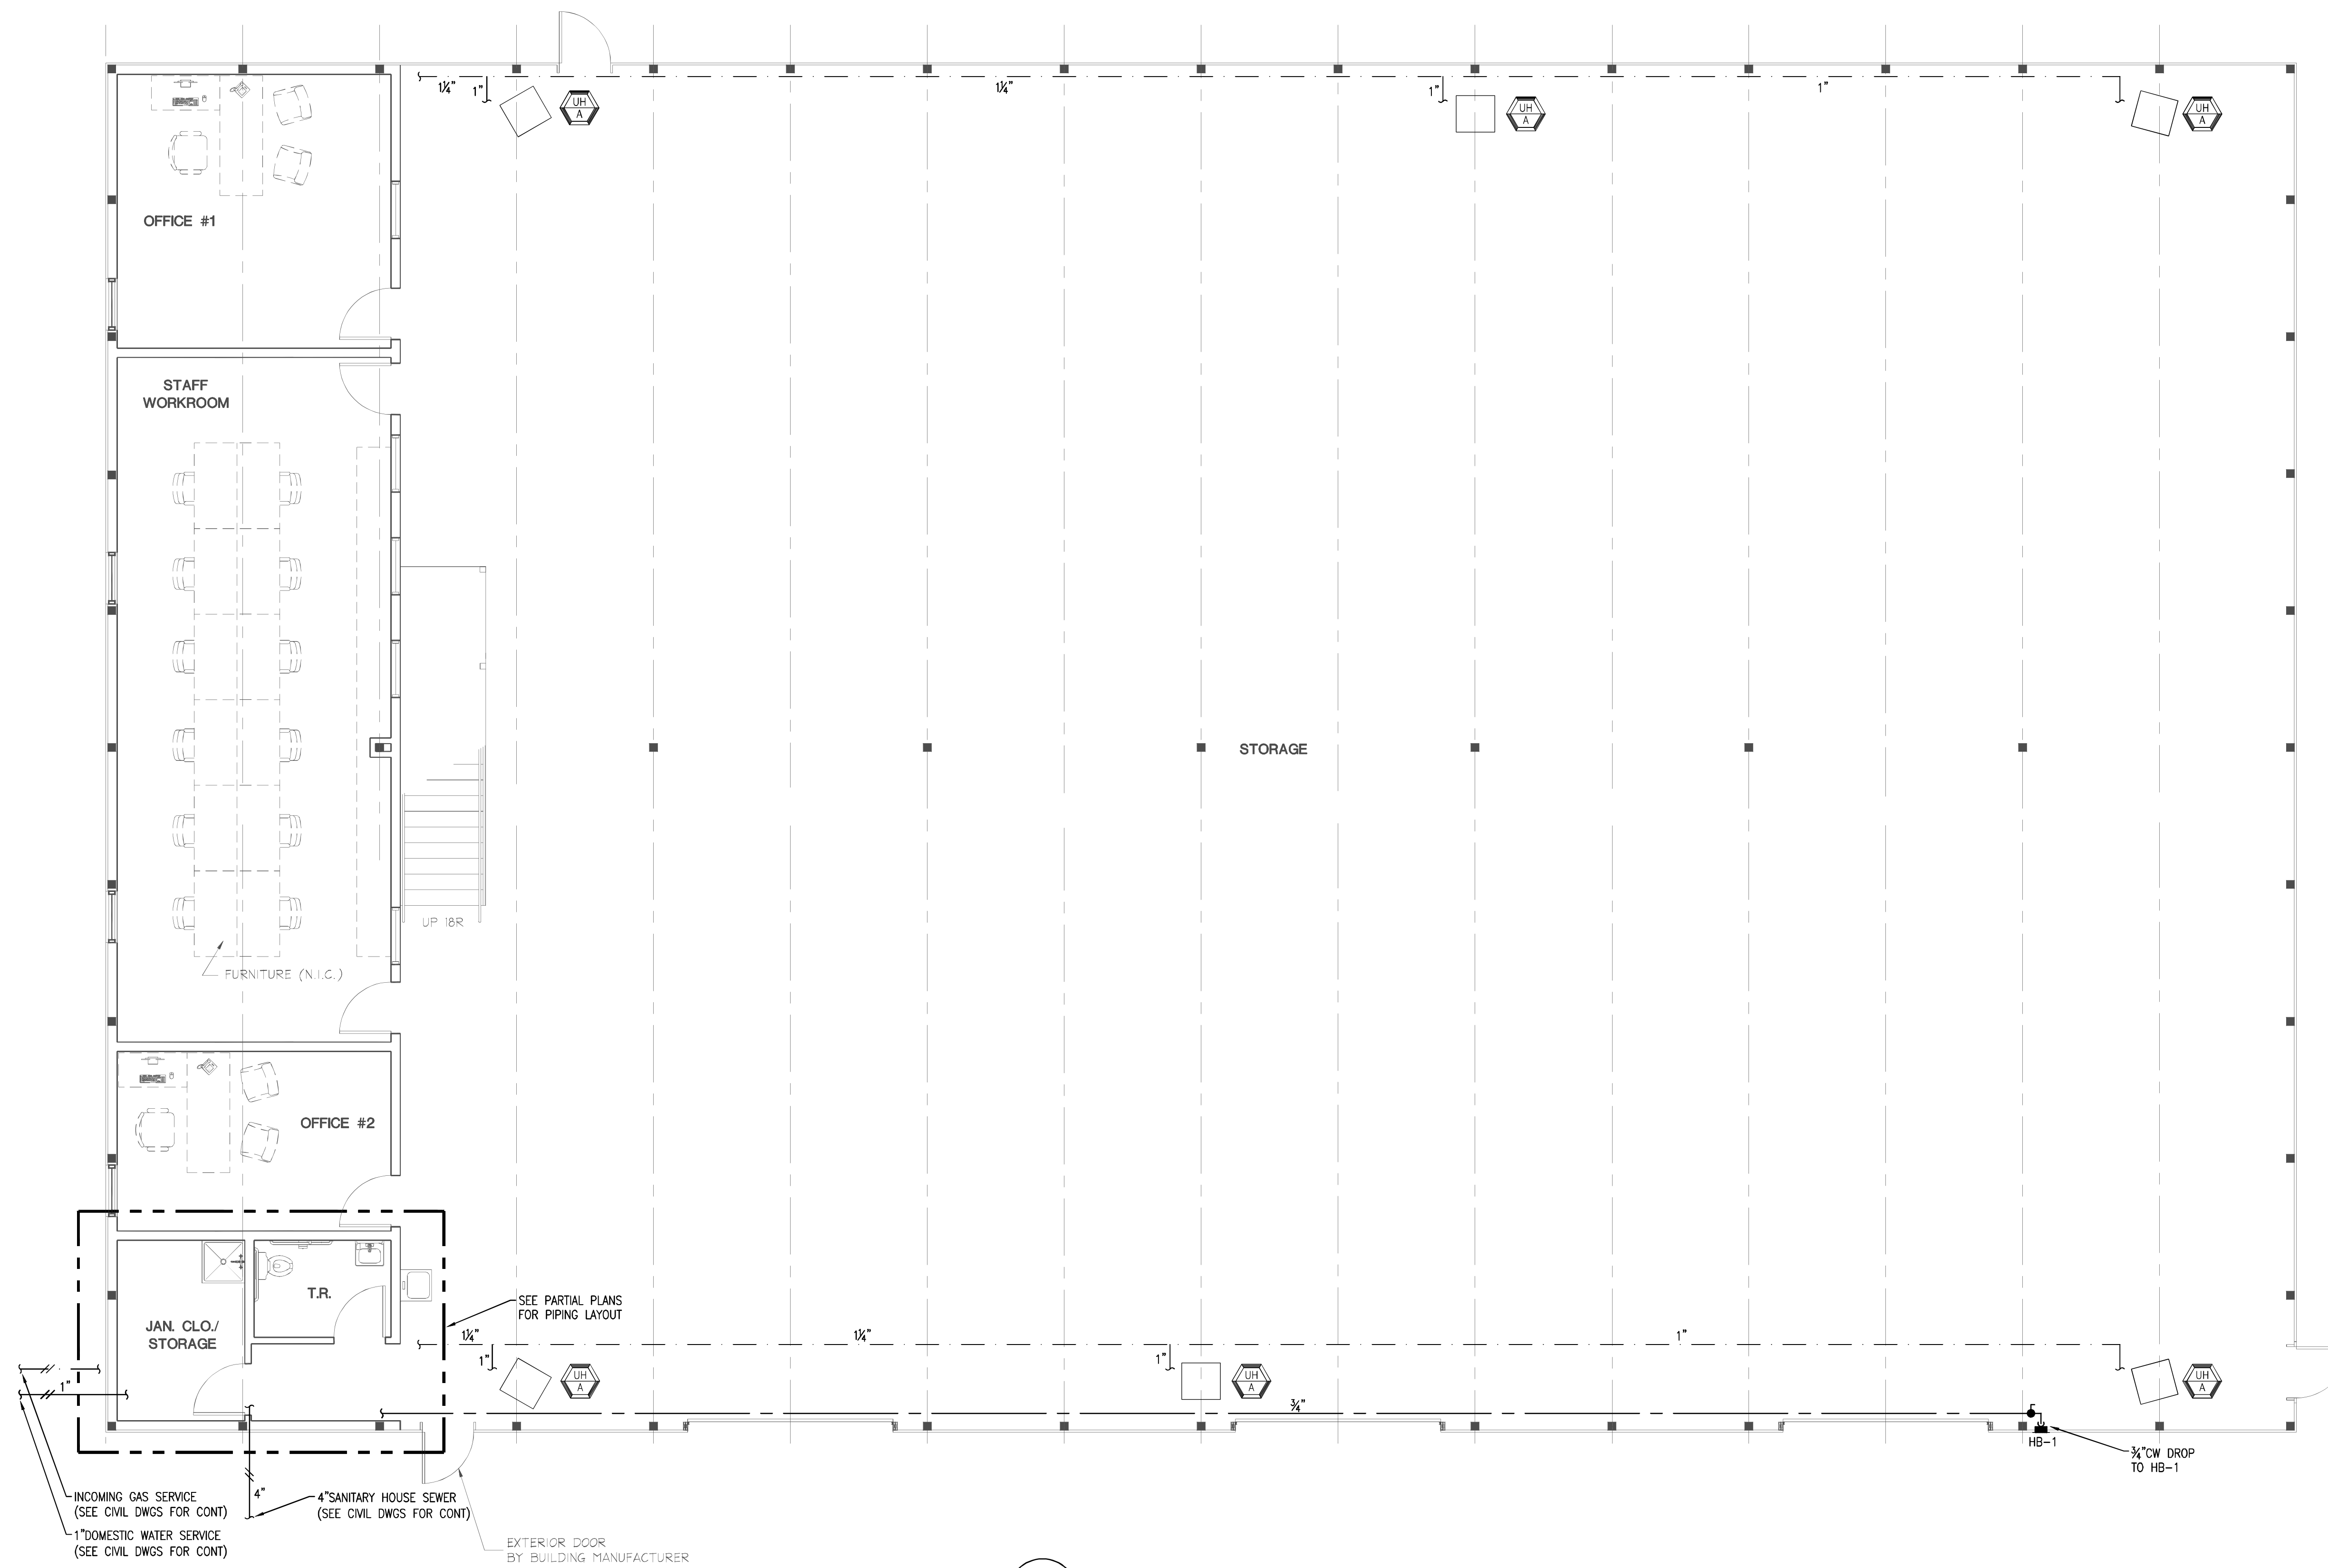 1¼"
1"
UH
A
1¼"
1"
UH
A
1"
UH
A
OFFICE #1
STAFF
WORKROOM
STORAGE
UP 18R
FURNITURE (N.I.C.)
OFFICE #2
T.R.
JAN. CLO./
STORAGE
SEE PARTIAL PLANS
FOR PIPING LAYOUT
1¼"
1"
UH
A
1¼"
1"
UH
A
1"
UH
A
1"
¾"
HB-1
¾"CW DROP
TO HB-1
4"
INCOMING GAS SERVICE
(SEE CIVIL DWGS FOR CONT)
1"DOMESTIC WATER SERVICE
(SEE CIVIL DWGS FOR CONT)
4"SANITARY HOUSE SEWER
(SEE CIVIL DWGS FOR CONT)
EXTERIOR DOOR
BY BUILDING MANUFACTURER